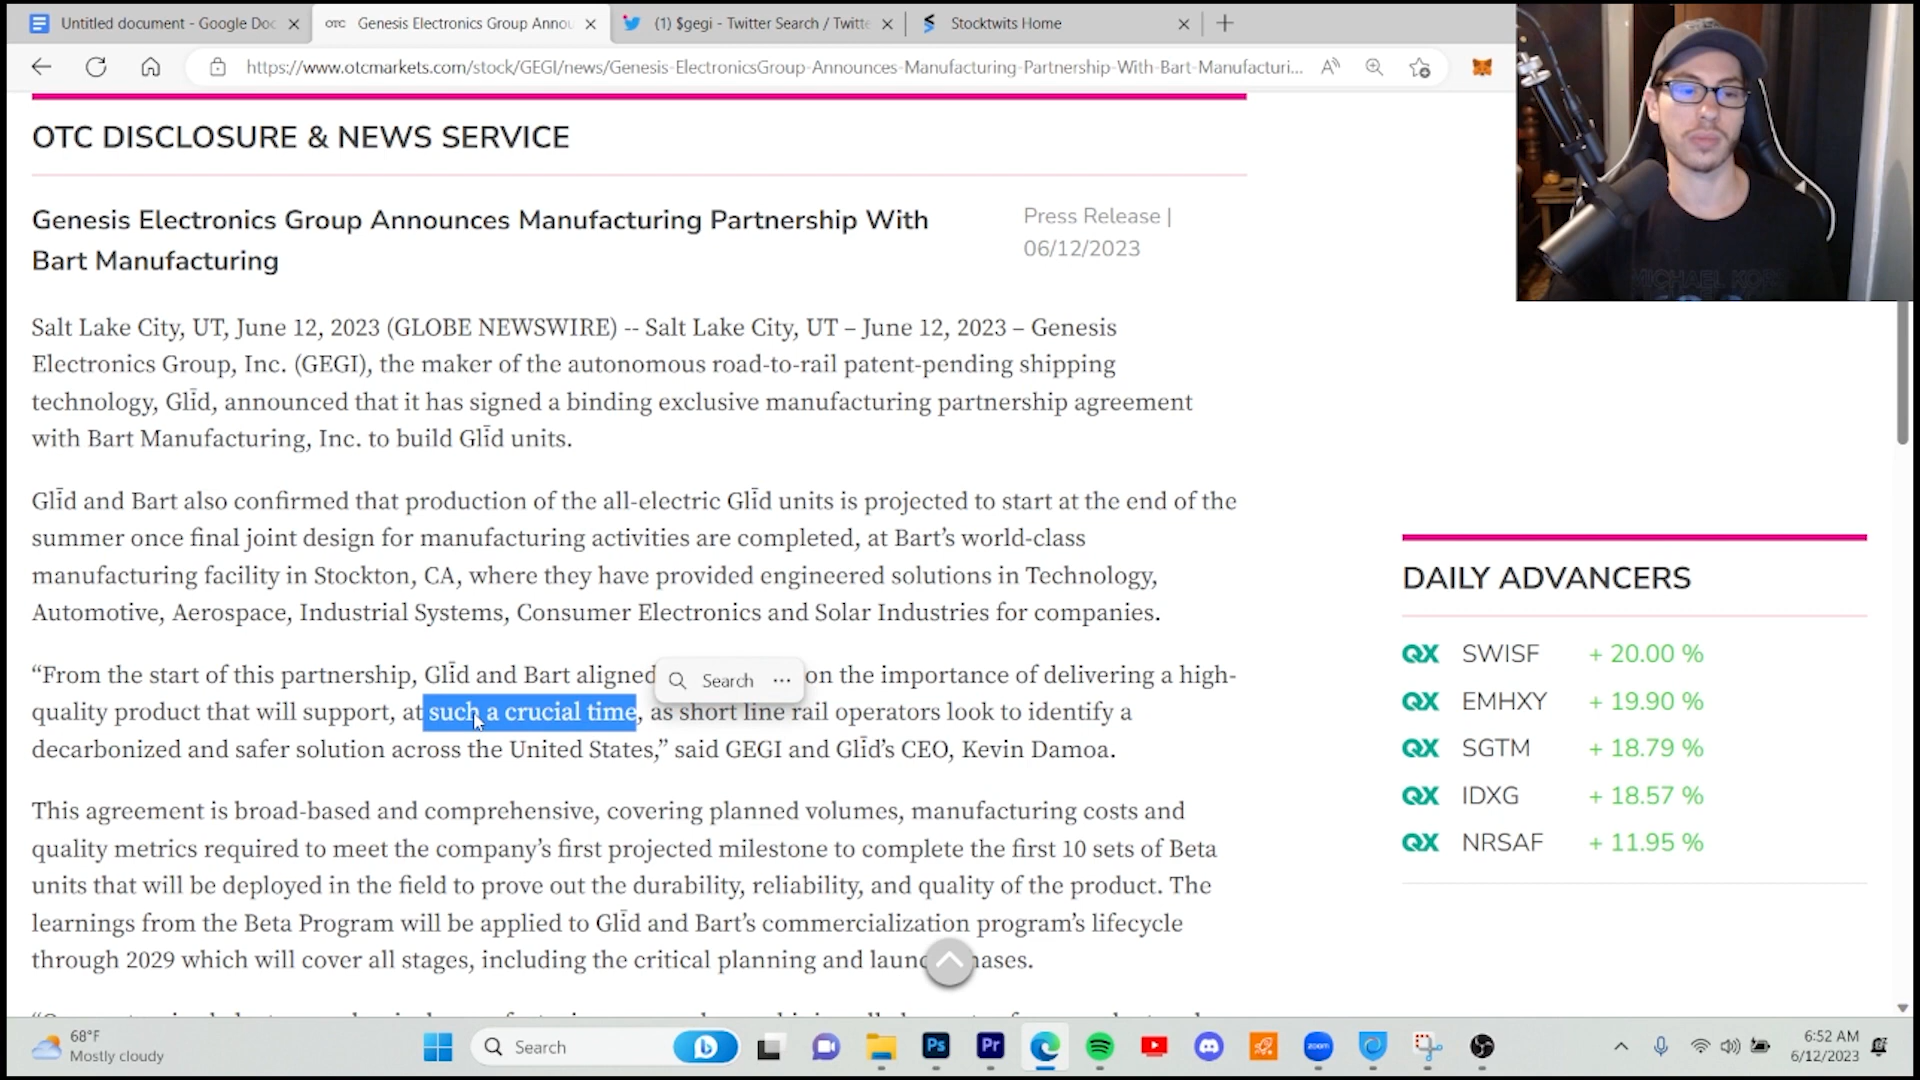 Untitled document - Google Doc
OTC Genesis Electronics Group Annou
(1) $gegi - Twitter Search / Twitte
Stocktwits Home
https://www.otcmarkets.com/stock/GEGI/news/Genesis-ElectronicsGroup-Announces-Manufacturing-Partnership-With-Bart-Manufacturi...
OTC DISCLOSURE & NEWS SERVICE
Genesis Electronics Group Announces Manufacturing Partnership With
Bart Manufacturing
Press Release |
06/12/2023
Salt Lake City, UT, June 12, 2023 (GLOBE NEWSWIRE) -- Salt Lake City, UT – June 12, 2023 – Genesis
Electronics Group, Inc. (GEGI), the maker of the autonomous road-to-rail patent-pending shipping
technology, Glīd, announced that it has signed a binding exclusive manufacturing partnership agreement
with Bart Manufacturing, Inc. to build Glīd units.
Glīd and Bart also confirmed that production of the all-electric Glīd units is projected to start at the end of the
summer once final joint design for manufacturing activities are completed, at Bart’s world-class
manufacturing facility in Stockton, CA, where they have provided engineered solutions in Technology,
Automotive, Aerospace, Industrial Systems, Consumer Electronics and Solar Industries for companies.
“From the start of this partnership, Glīd and Bart aligned on the importance of delivering a high-
Search ...
quality product that will support, at such a crucial time, as short line rail operators look to identify a
decarbonized and safer solution across the United States,” said GEGI and Glīd’s CEO, Kevin Damoa.
This agreement is broad-based and comprehensive, covering planned volumes, manufacturing costs and
quality metrics required to meet the company’s first projected milestone to complete the first 10 sets of Beta
units that will be deployed in the field to prove out the durability, reliability, and quality of the product. The
learnings from the Beta Program will be applied to Glīd and Bart’s commercialization program’s lifecycle
through 2029 which will cover all stages, including the critical planning and launc hases.
DAILY ADVANCERS
QX SWISF + 20.00 %
QX EMHXY + 19.90 %
QX SGTM + 18.79 %
QX IDXG + 18.57 %
QX NRSAF + 11.95 %
MICHAEL KORS
68°F
Mostly cloudy
Search
Ps
Pr
zoom
6:52 AM
6/12/2023